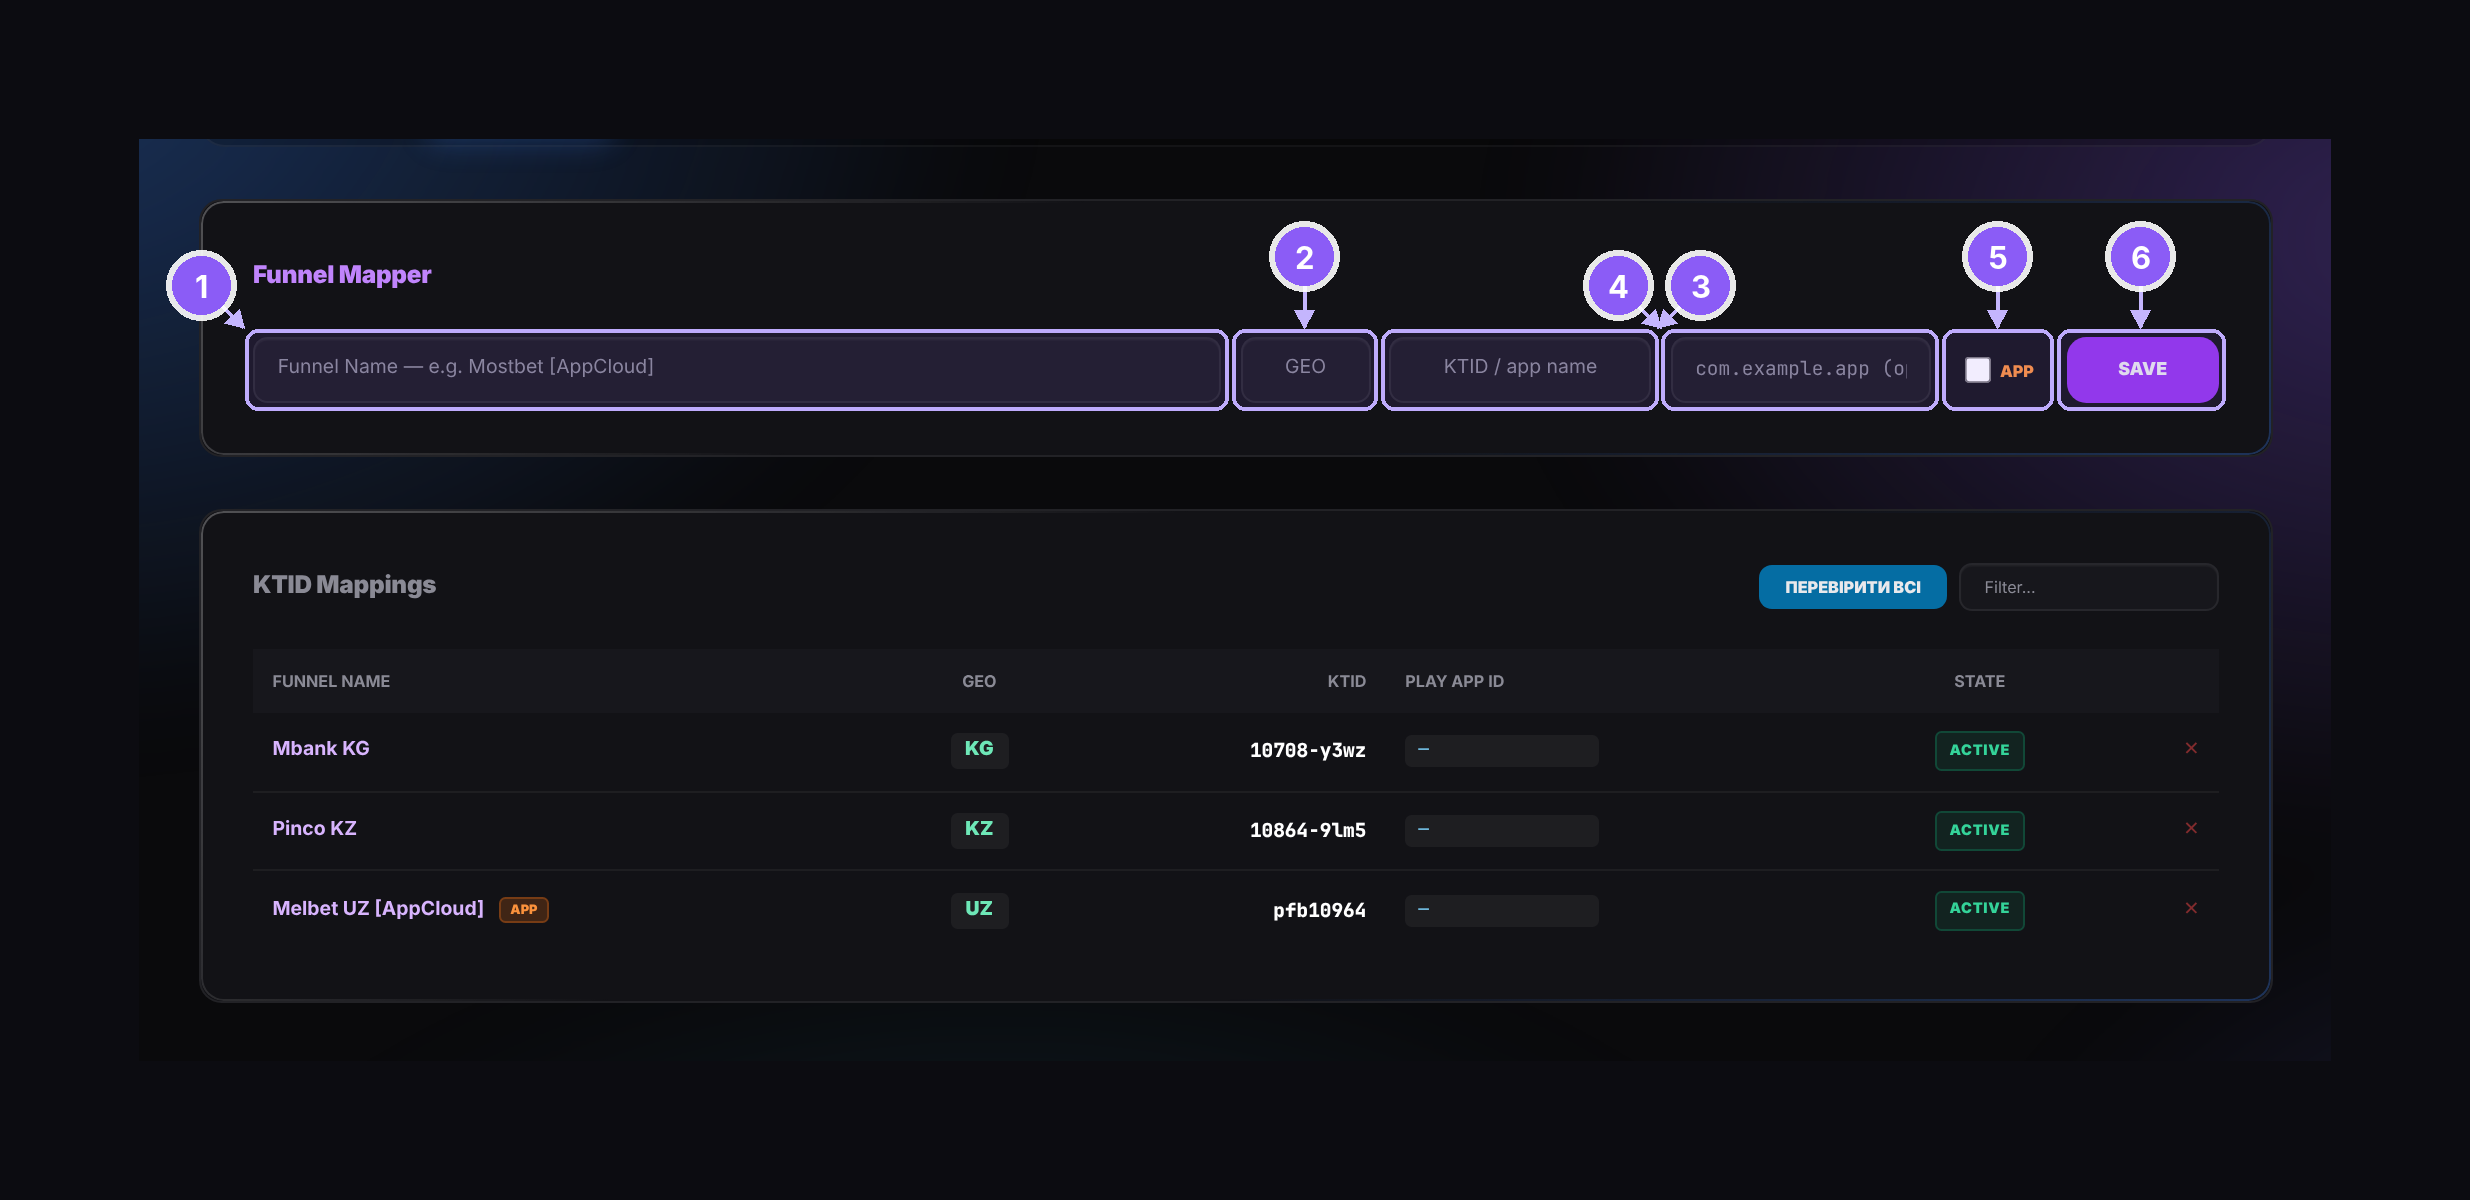 2
5
6
1
Funnel Mapper
4
3
Funnel Name — e.g. Mostbet [AppCloud]
GEO
KTID / app name
com.example.app (o
APP
SAVE
KTID Mappings
ПЕРЕВІРИТИ ВСІ
Filter...
FUNNEL NAME
GEO
KTID
PLAY APP ID
STATE
Mbank KG
KG
10708-y3wz
—
ACTIVE
×
Pinco KZ
KZ
10864-9lm5
—
ACTIVE
×
Melbet UZ [AppCloud]
APP
UZ
pfb10964
—
ACTIVE
×